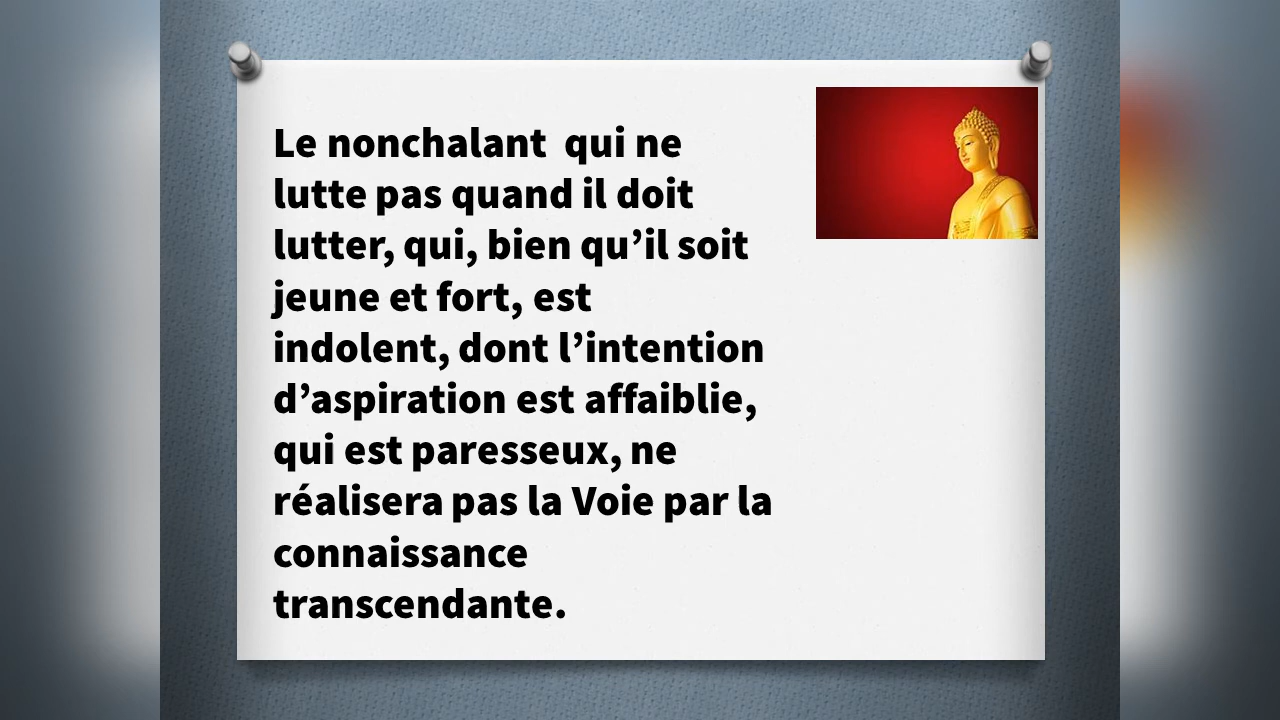 Le nonchalant  qui ne
lutte pas quand il doit
lutter, qui, bien qu’il soit
jeune et fort, est
indolent, dont l’intention
d’aspiration est affaiblie,
qui est paresseux, ne
réalisera pas la Voie par la
connaissance
transcendante.